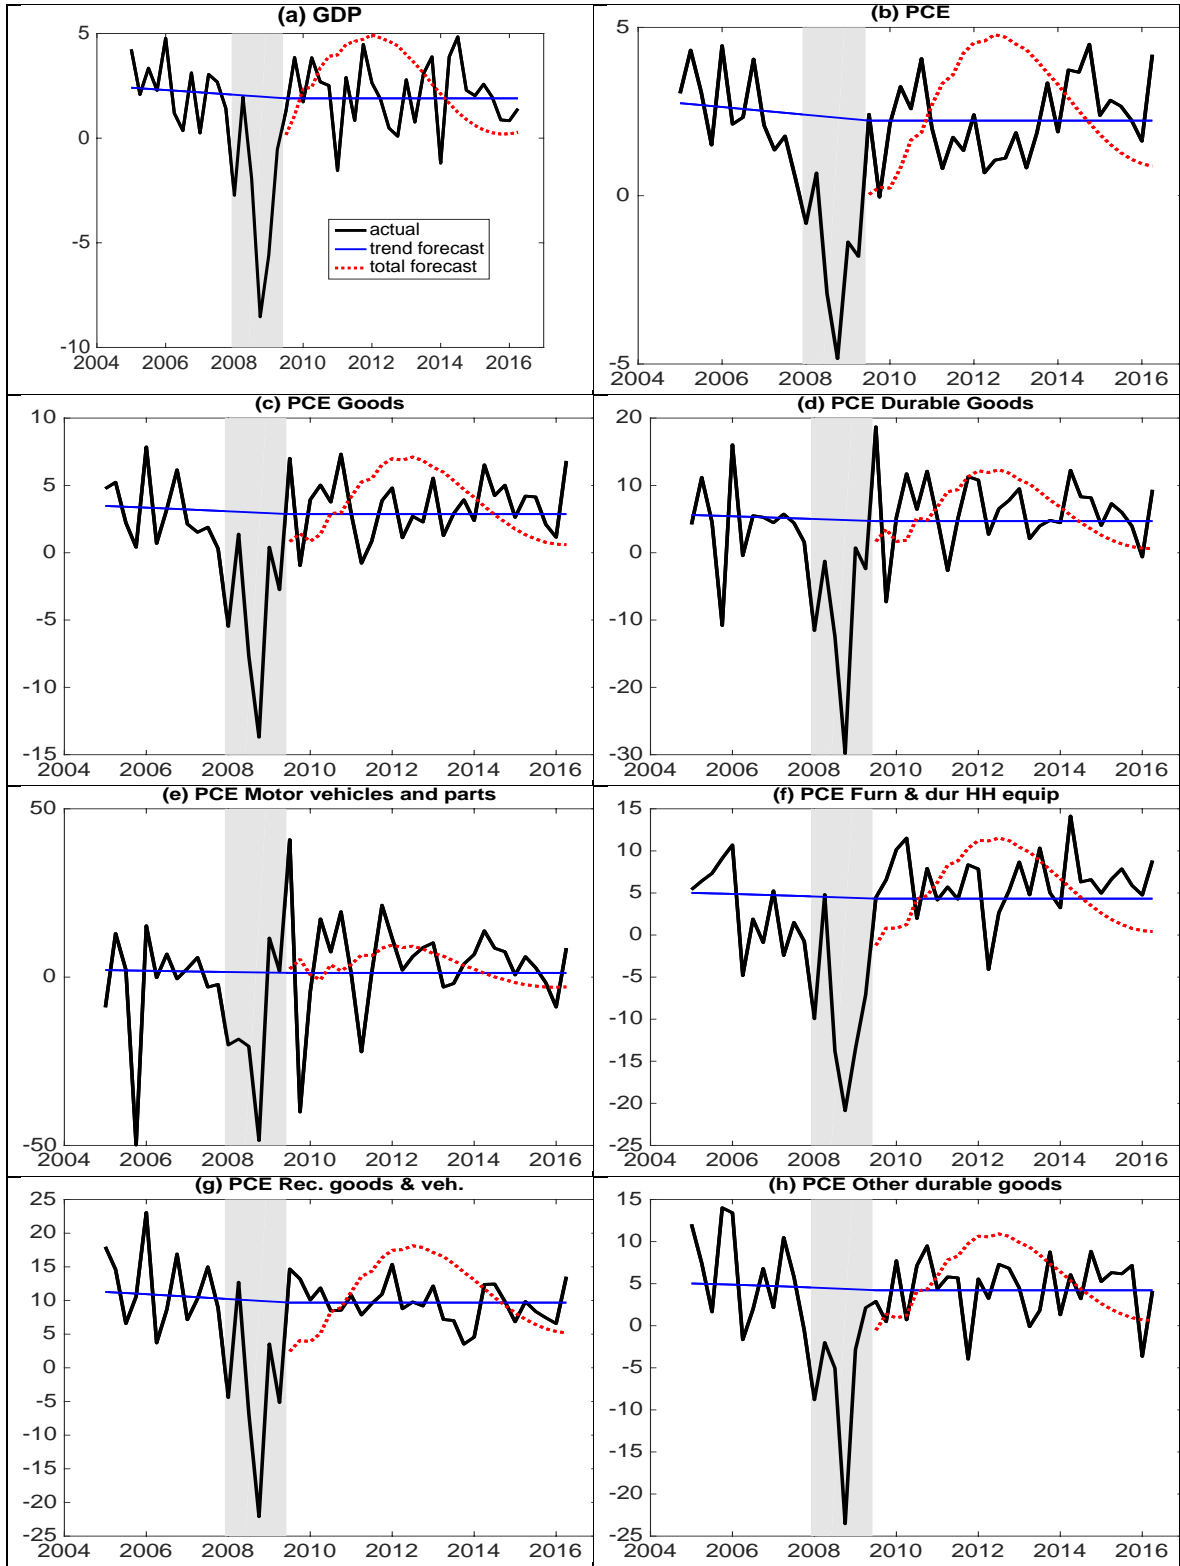 (a) GDP
5
0
-5
-10
2004 2006 2008 2010 2012 2014 2016
actual
trend forecast
total forecast
(b) PCE
5
0
-5
2004 2006 2008 2010 2012 2014 2016
(c) PCE Goods
10
5
0
-5
-10
-15
2004 2006 2008 2010 2012 2014 2016
(d) PCE Durable Goods
20
10
0
-10
-20
-30
2004 2006 2008 2010 2012 2014 2016
(e) PCE Motor vehicles and parts
50
0
-50
2004 2006 2008 2010 2012 2014 2016
(f) PCE Furn & dur HH equip
15
10
5
0
-5
-10
-15
-20
-25
2004 2006 2008 2010 2012 2014 2016
(g) PCE Rec. goods & veh.
25
20
15
10
5
0
-5
-10
-15
-20
-25
2004 2006 2008 2010 2012 2014 2016
(h) PCE Other durable goods
15
10
5
0
-5
-10
-15
-20
-25
2004 2006 2008 2010 2012 2014 2016